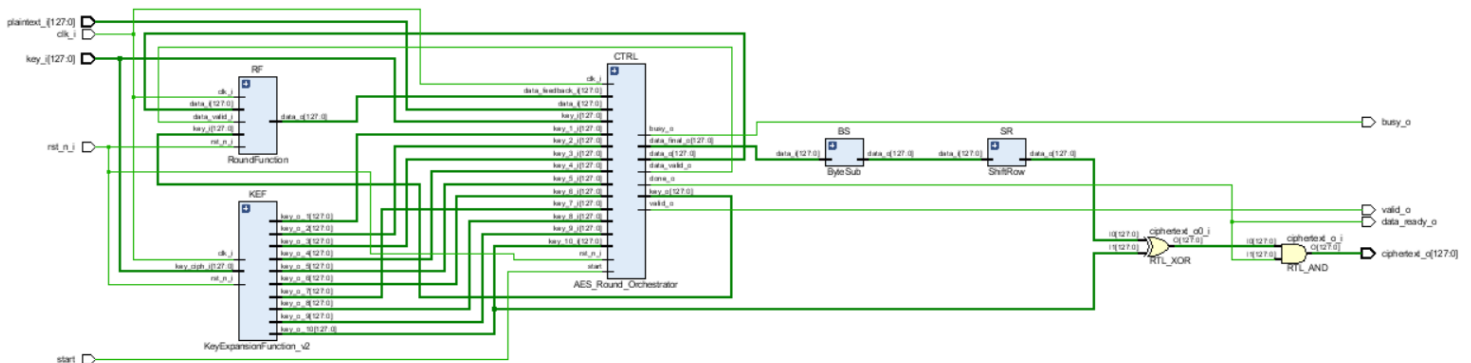 plaintext_i[127:0]
clk_i
key_i[127:0]
rst_n_i
start
RF
clk_i
data_i[127:0]
data_valid_i
key_i[127:0]
rst_n_i
data_o[127:0]
RoundFunction
KEF
clk_i
key_ciph_i[127:0]
rst_n_i
key_o_1[127:0]
key_o_2[127:0]
key_o_3[127:0]
key_o_4[127:0]
key_o_5[127:0]
key_o_6[127:0]
key_o_7[127:0]
key_o_8[127:0]
key_o_9[127:0]
key_o_10[127:0]
KeyExpansionFunction_v2
CTRL
clk_i
data_feedback_i[127:0]
data_i[127:0]
key_i[127:0]
key_1_i[127:0]
key_2_i[127:0]
key_3_i[127:0]
key_4_i[127:0]
key_5_i[127:0]
key_6_i[127:0]
key_7_i[127:0]
key_8_i[127:0]
key_9_i[127:0]
key_10_i[127:0]
rst_n_i
start
busy_o
data_final_o[127:0]
data_o[127:0]
data_valid_o
done_o
key_o[127:0]
valid_o
AES_Round_Orchestrator
BS
data_i[127:0]
data_o[127:0]
ByteSub
SR
data_i[127:0]
data_o[127:0]
ShiftRow
ciphertext_o0_i
I0[127:0]
I1[127:0]
O[127:0]
RTL_XOR
ciphertext_o_i
I0[127:0]
I1[127:0]
O[127:0]
RTL_AND
busy_o
valid_o
data_ready_o
ciphertext_o[127:0]